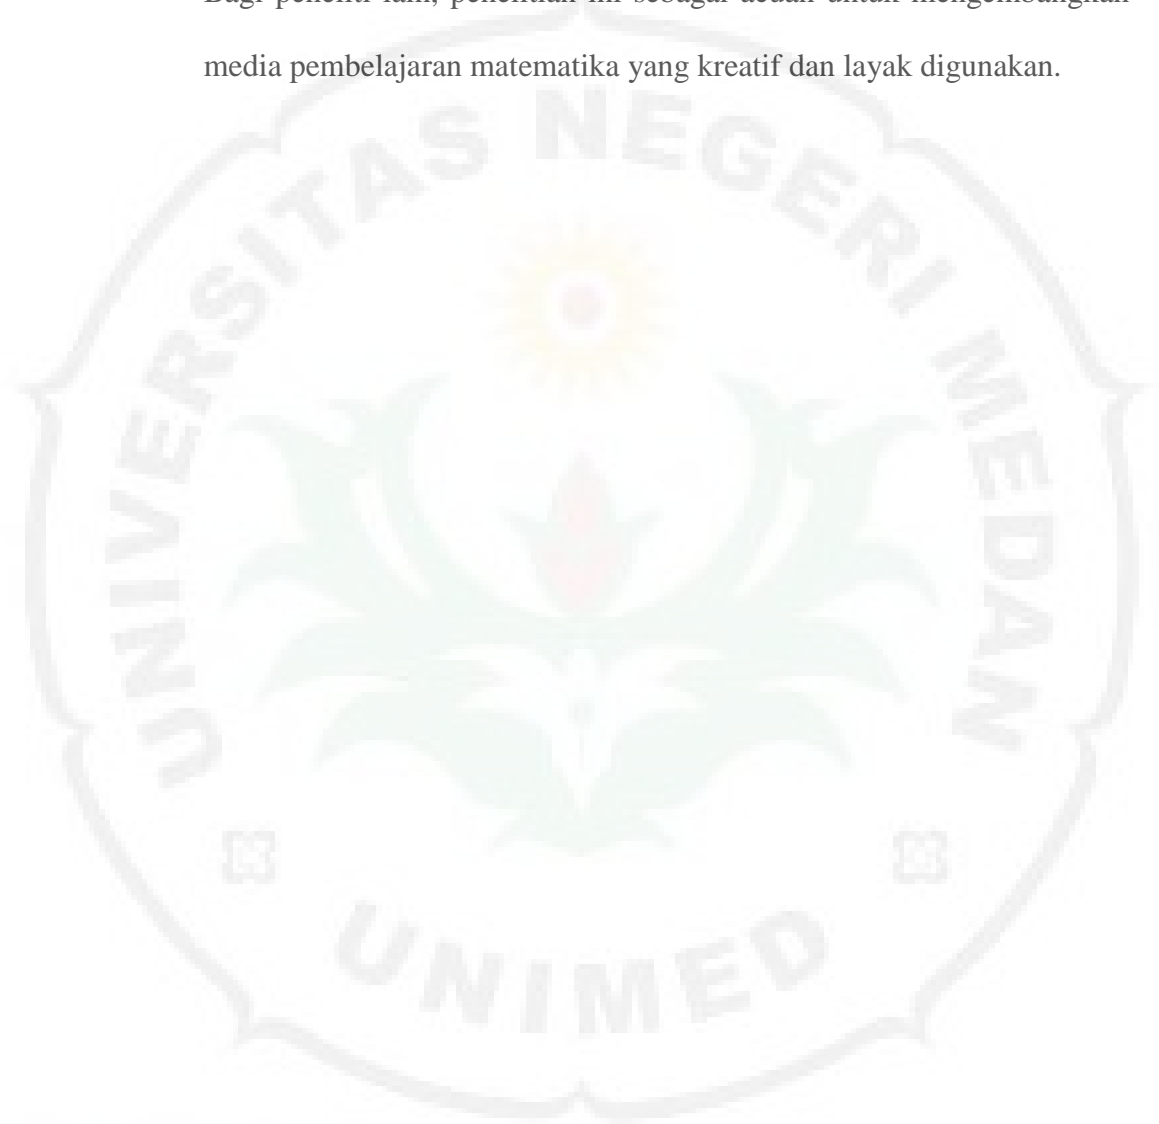 Bagi peneliti lain, penelitian ini sebagai acuan untuk mengembangkan
media pembelajaran matematika yang kreatif dan layak digunakan.
UNIVERSITAS NEGERI MEDAN
UNIMED